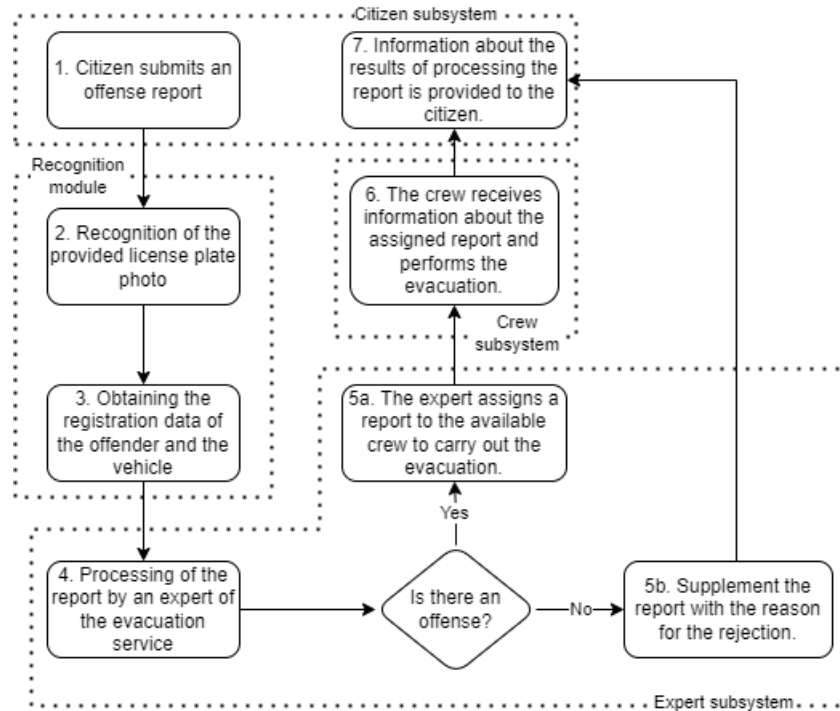 Citizen subsystem
1. Citizen submits an
offense report
7. Information about the
results of processing the
report is provided to the
citizen.
Recognition
module
2. Recognition of the
provided license plate
photo
6. The crew receives
information about the
assigned report and
performs the
evacuation.
Crew
subsystem
3. Obtaining the
registration data of
the offender and the
vehicle
5a. The expert assigns a
report to the available
crew to carry out the
evacuation.
Yes
4. Processing of the
report by an expert of
the evacuation
service
Is there an
offense?
No
5b. Supplement the
report with the reason
for the rejection.
Expert subsystem